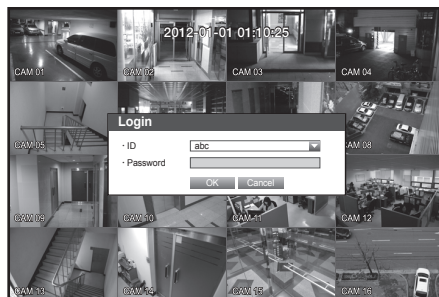 2012-01-01 01:10:25
CAM 01
CAM 02
CAM 03
CAM 04
Login
CAM 05
· ID
abc
CAM 08
· Password
OK
Cancel
CAM 09
CAM 10
CAM 11
CAM 12
CAM 13
CAM 14
CAM 15
CAM 16